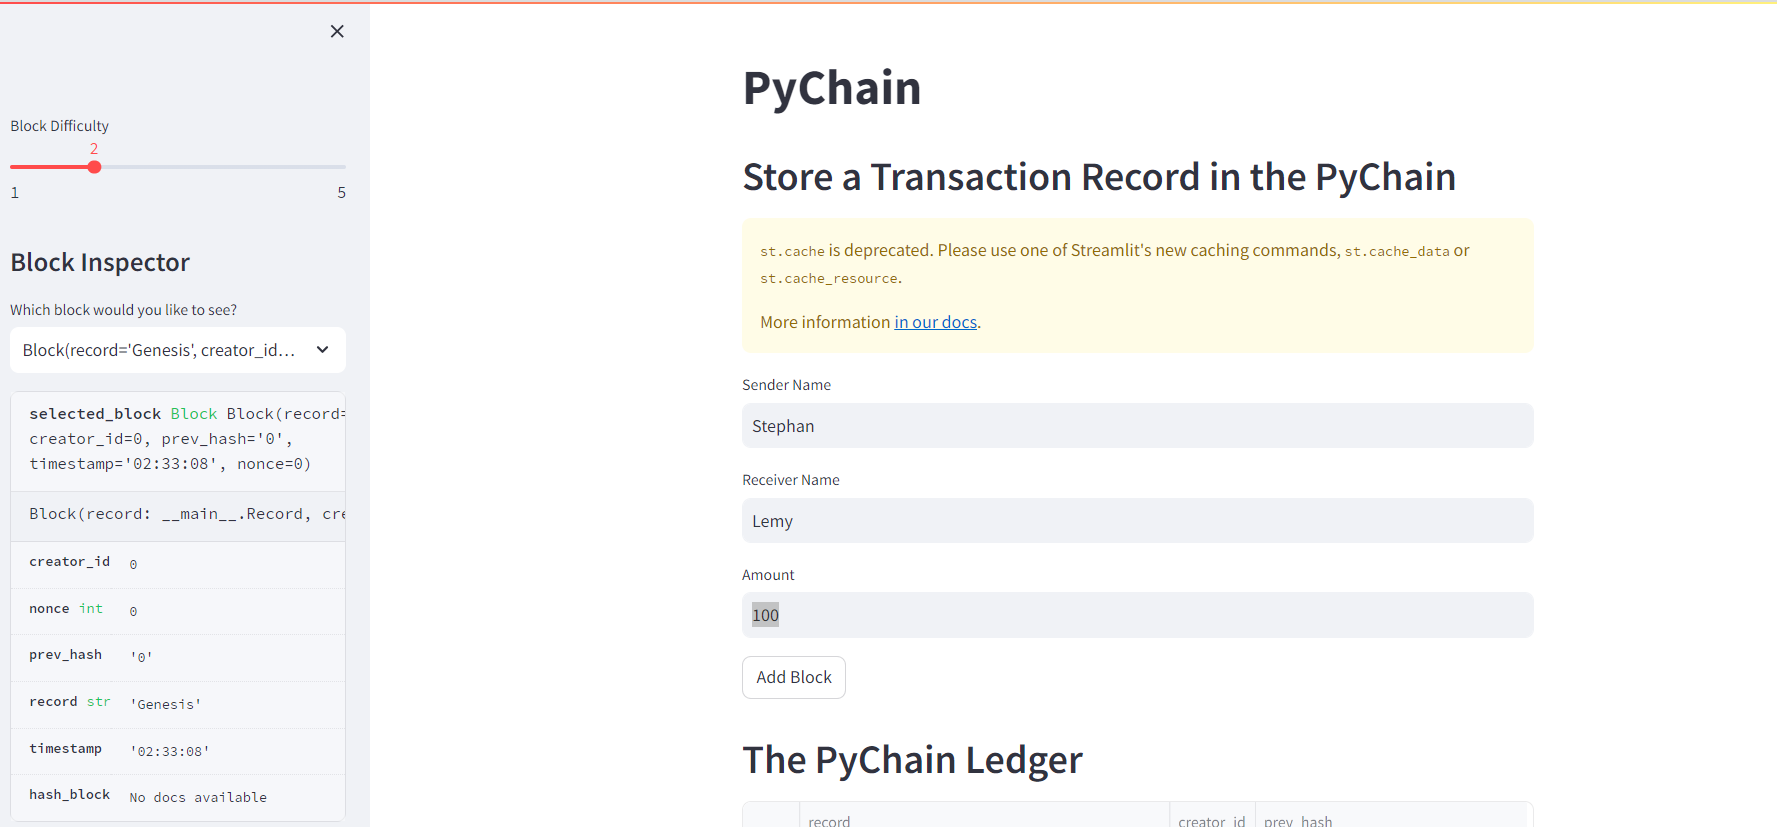 Block Difficulty
2
1 5
Block Inspector
Which block would you like to see?
Block(record='Genesis', creator_id...
selected_block Block Block(record=
creator_id=0, prev_hash='0',
timestamp='02:33:08', nonce=0)
Block(record: __main__.Record, cre
creator_id 0
nonce int 0
prev_hash '0'
record str 'Genesis'
timestamp '02:33:08'
hash_block No docs available
PyChain
Store a Transaction Record in the PyChain
st.cache is deprecated. Please use one of Streamlit's new caching commands, st.cache_data or
st.cache_resource.
More information in our docs.
Sender Name
Stephan
Receiver Name
Lemy
Amount
100
Add Block
The PyChain Ledger
record creator_id prev_hash